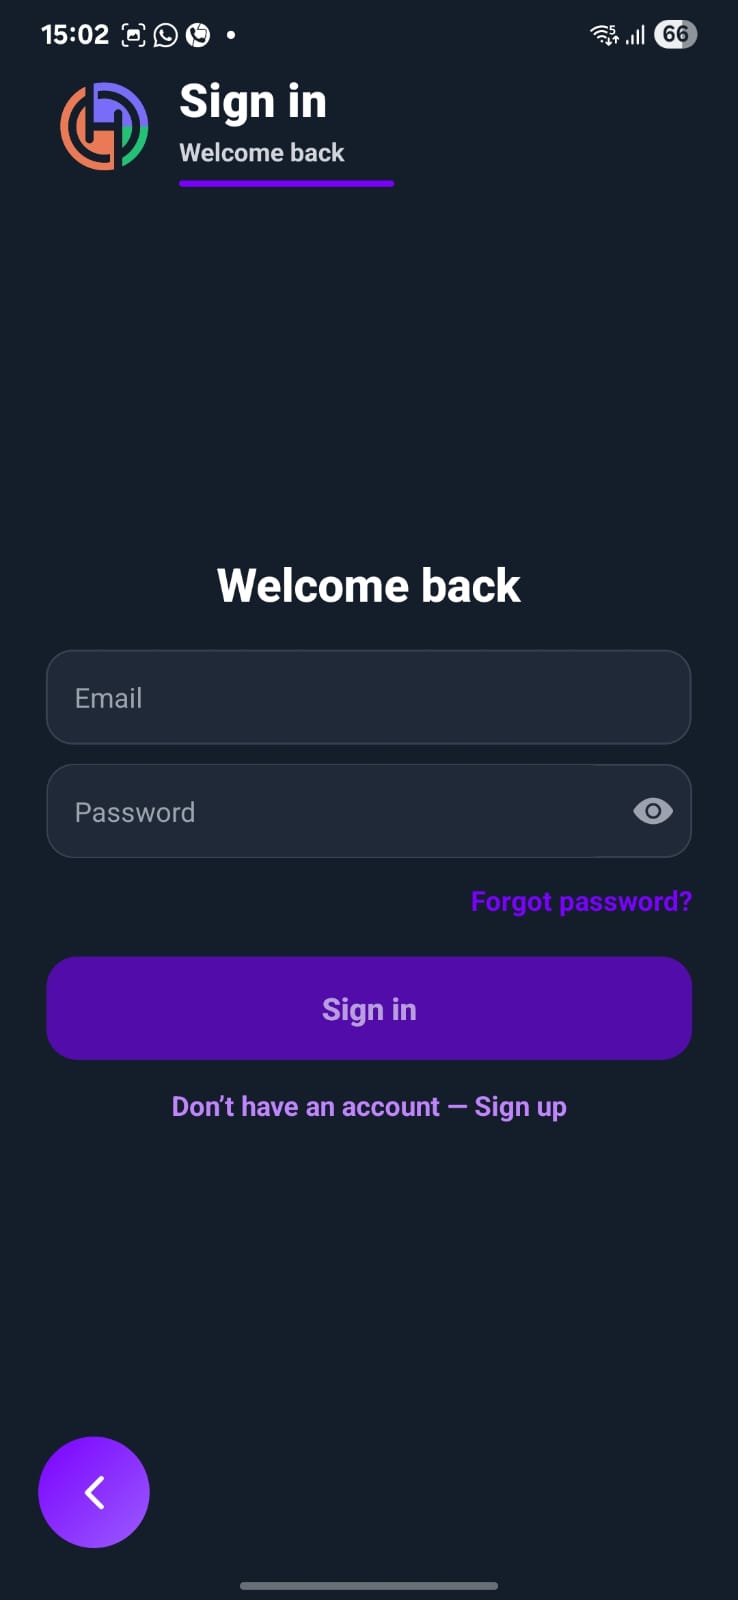 15:02
66
Sign in
Welcome back
Welcome back
Email
Password
Forgot password?
Sign in
Don’t have an account — Sign up